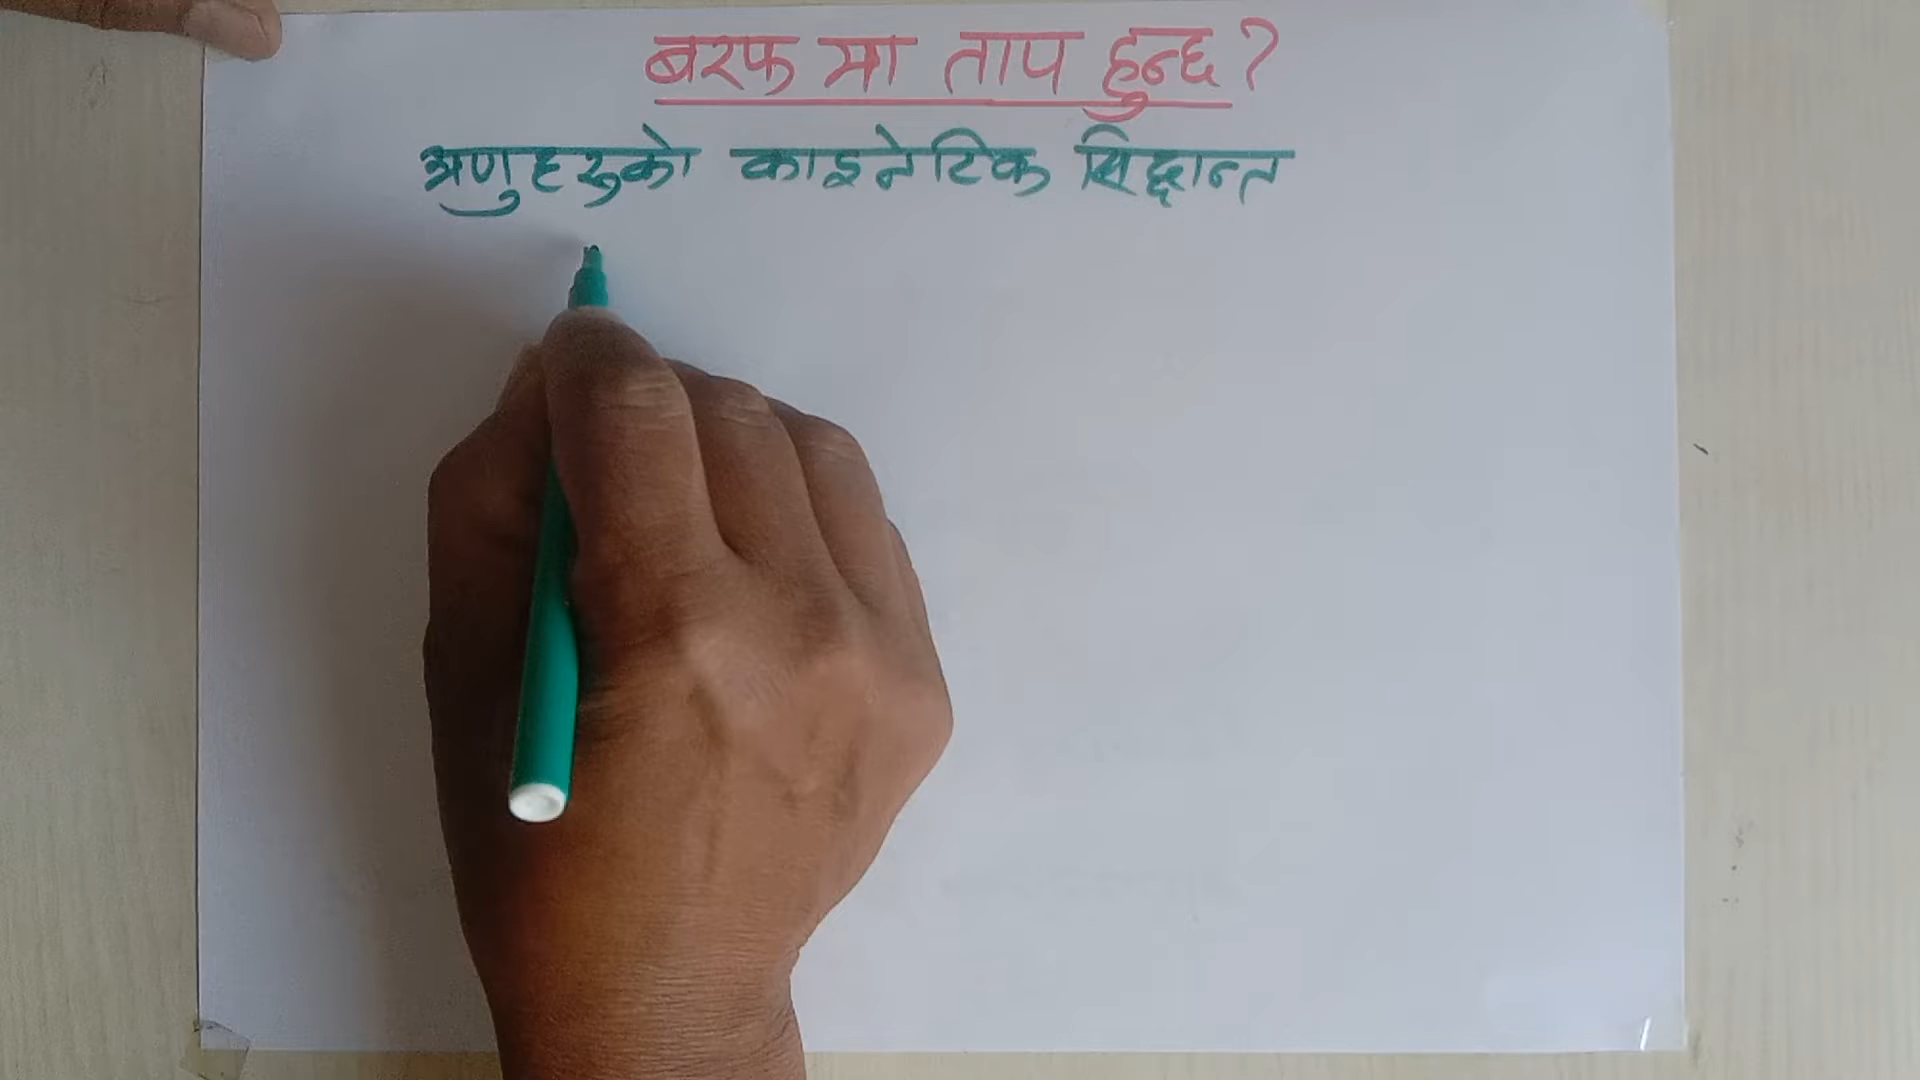 बरफ मा ताप हुन्छ?
अणुहरुको काइनेटिक सिद्धान्त